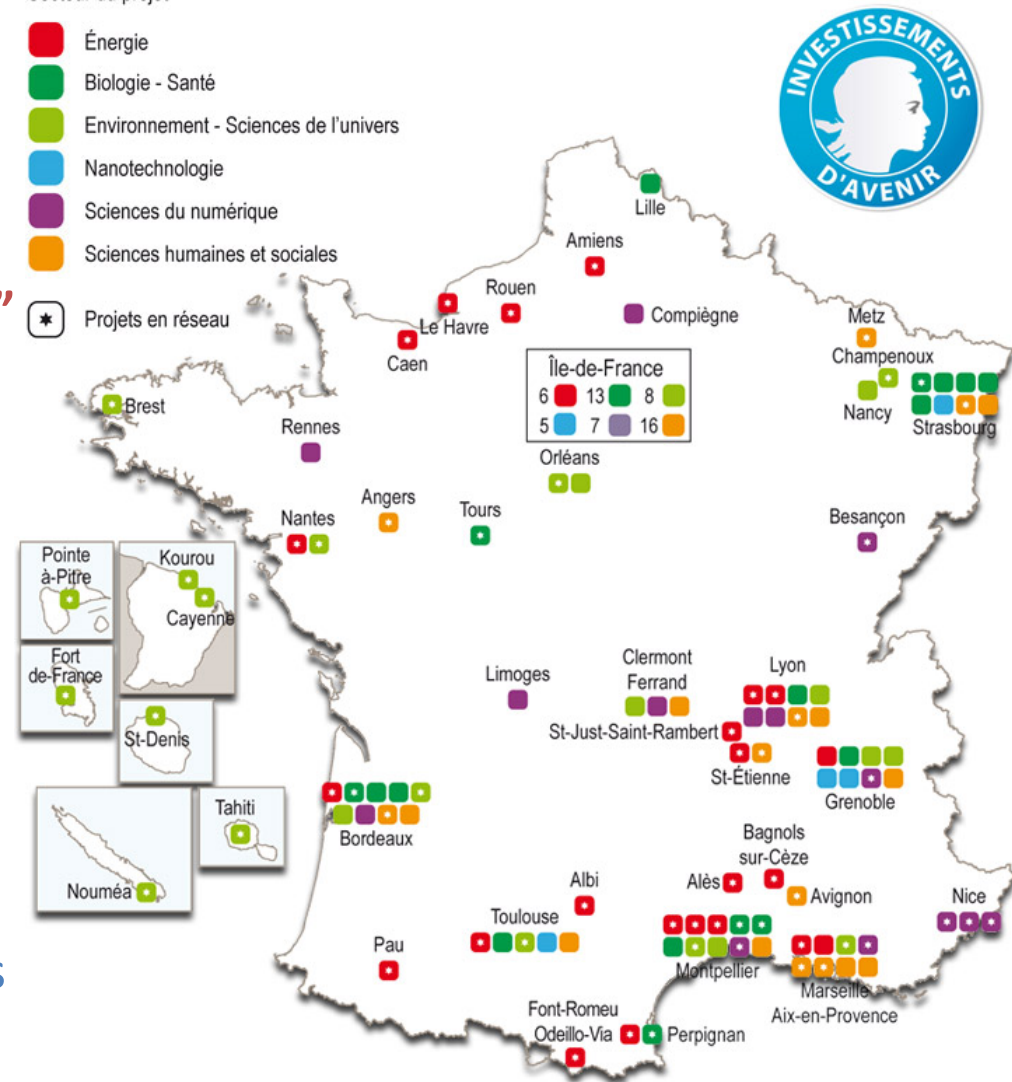 Énergie
Biologie - Santé
Environnement - Sciences de l'univers
Nanotechnologie
Sciences du numérique
Sciences humaines et sociales
”
Projets en réseau
INVESTISSEMENTS
D'AVENIR
Lille
Amiens
Rouen
Le Havre
Caen
Compiègne
Metz
Champenoux
Nancy
Strasbourg
Île-de-France
6 13 8
5 7 16
Brest
Rennes
Orléans
Angers
Tours
Nantes
Besançon
Pointe
à-Pitre
Kourou
Cayenne
Fort
de-France
St-Denis
Tahiti
Nouméa
Limoges
Clermont
Ferrand
Lyon
St-Just-Saint-Rambert
St-Étienne
Grenoble
Bordeaux
Bagnols
sur-Cèze
Alès
Avignon
Nice
Albi
Toulouse
Pau
Montpellier
Marseille
Aix-en-Provence
Font-Romeu
Odeillo-Via
Perpignan
s